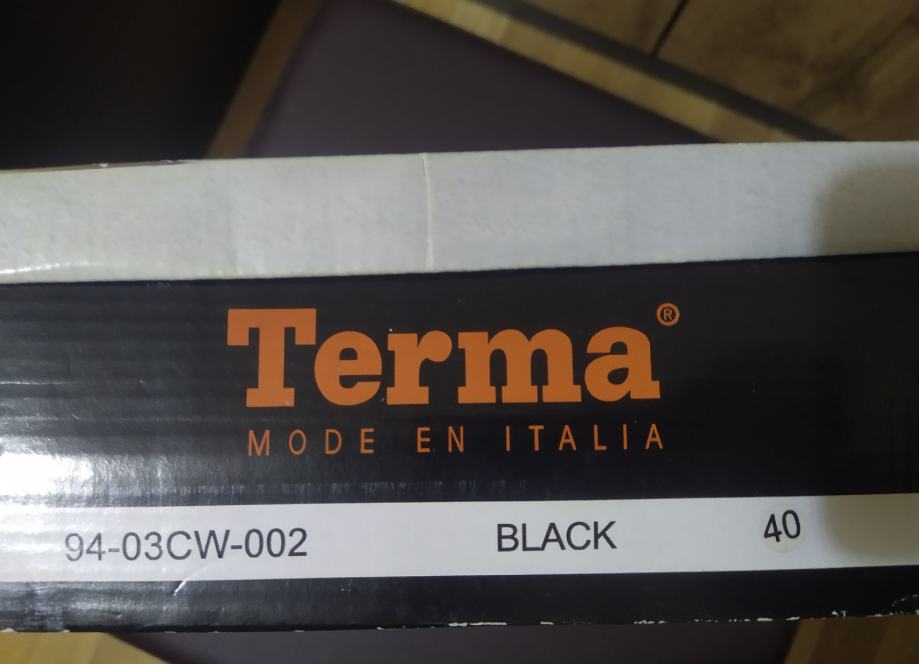 Terma®
MODE EN ITALIA
94-03CW-002 BLACK 40